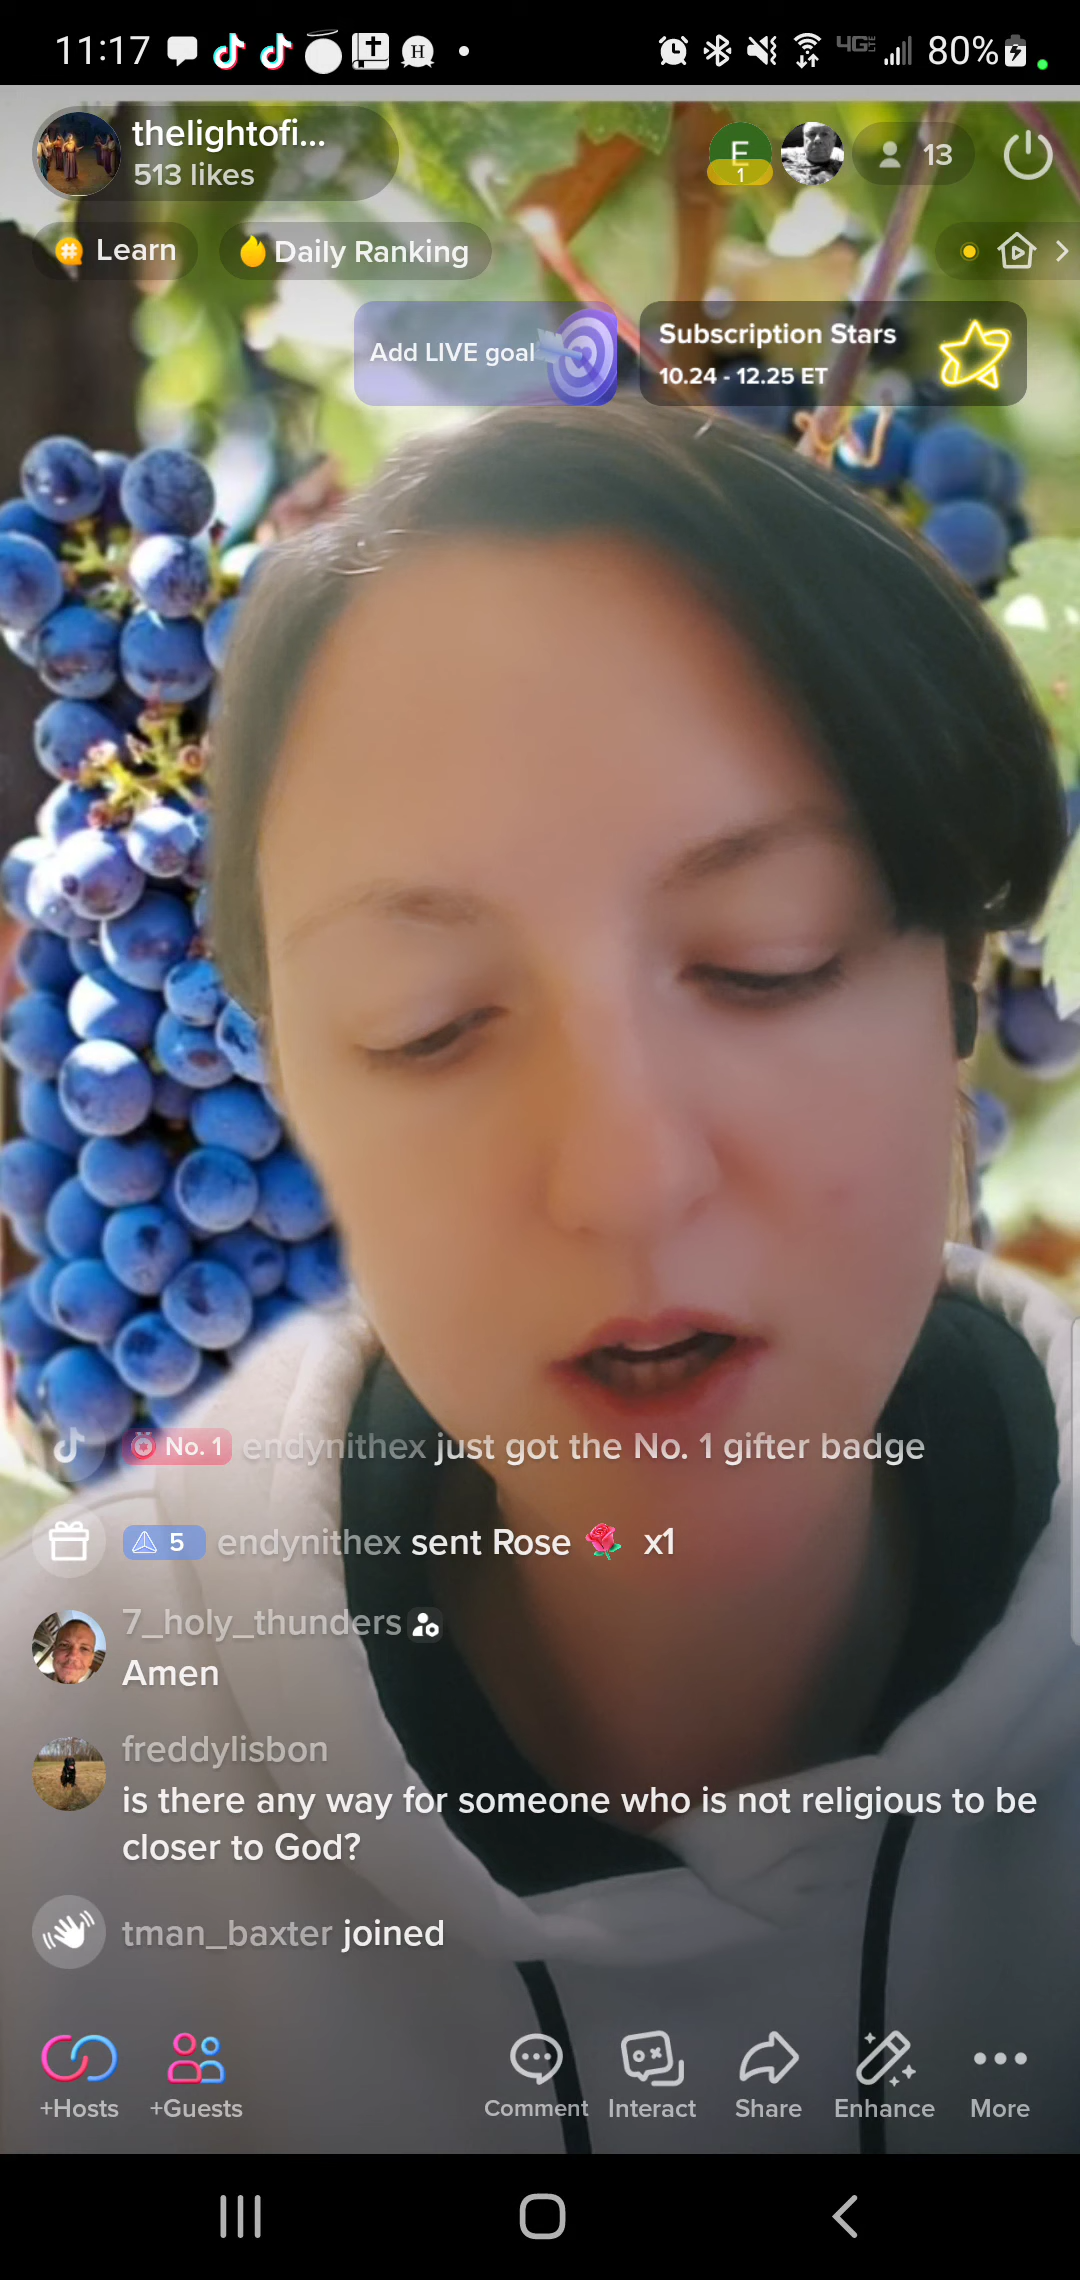 11:17
H
4G LTE
80%
thelightofi...
513 likes
E
1
13
Learn
Daily Ranking
Add LIVE goal
Subscription Stars
10.24 - 12.25 ET
No. 1 endynithex just got the No. 1 gifter badge
5 endynithex sent Rose 🌹 x1
7_holy_thunders
Amen
freddylisbon
is there any way for someone who is not religious to be
closer to God?
tman_baxter joined
+Hosts
+Guests
Comment
Interact
Share
Enhance
More